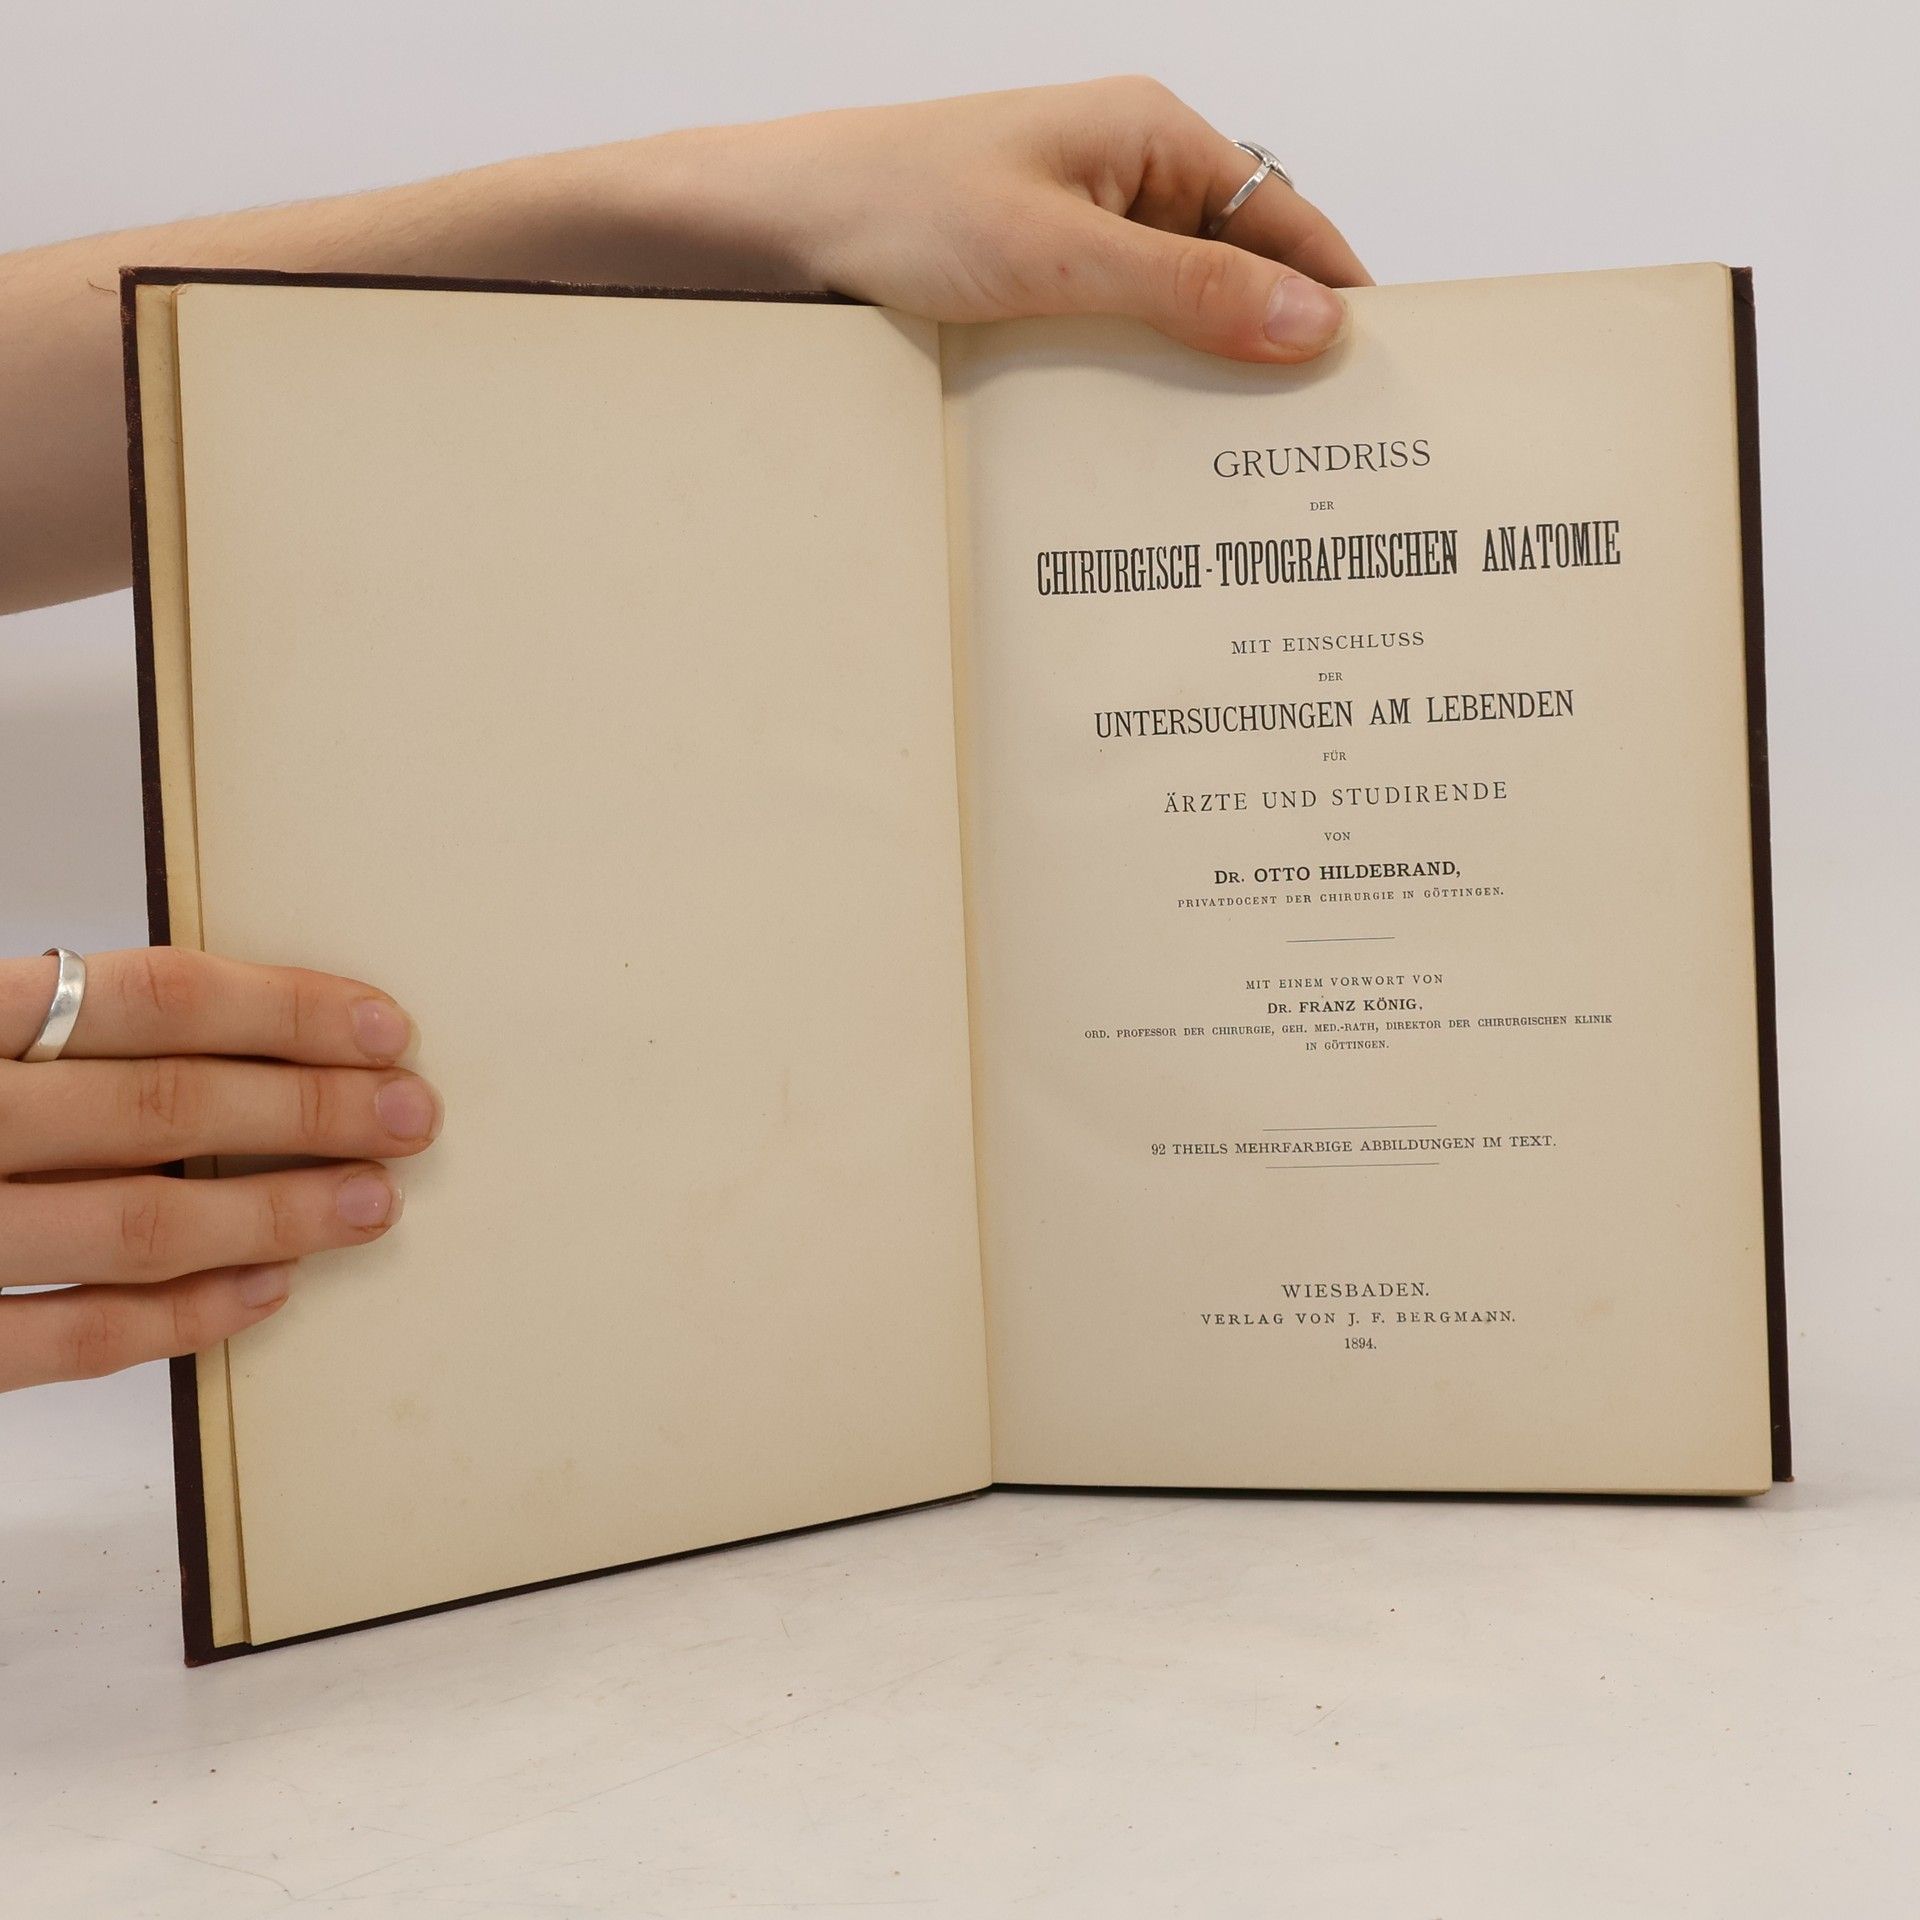 GRUNDRISS
DER
CHIRURGISCH-TOPOGRAPHISCHEN ANATOMIE
MIT EINSCHLUSS
DER
UNTERSUCHUNGEN AM LEBENDEN
FÜR
ÄRZTE UND STUDIRENDE
VON
DR. OTTO HILDEBRAND,
PRIVATDOCENT DER CHIRURGIE IN GÖTTINGEN.
MIT EINEM VORWORT VON
DR. FRANZ KÖNIG,
ORD. PROFESSOR DER CHIRURGIE, GEH. MED.-RATH, DIREKTOR DER CHIRURGISCHEN KLINIK
IN GÖTTINGEN.
92 THEILS MEHRFARBIGE ABBILDUNGEN IM TEXT.
WIESBADEN.
VERLAG VON J. F. BERGMANN.
1894.